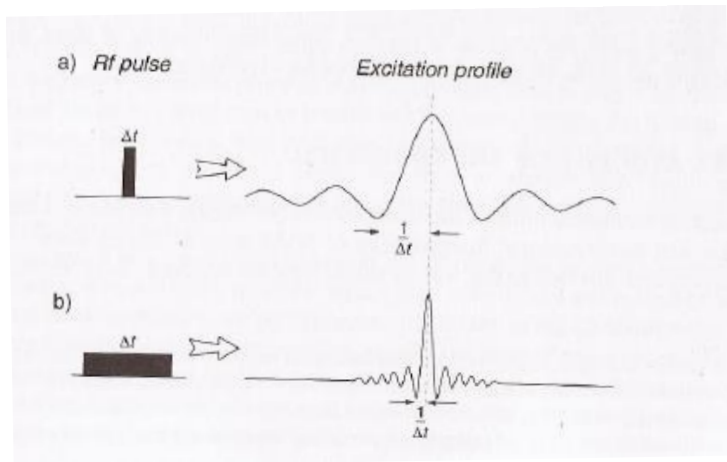 a) Rf pulse
Excitation profile
Δt
1/Δt
b)
Δt
1/Δt